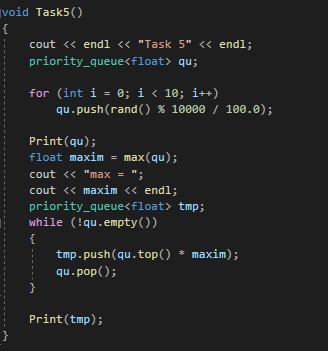 void Task5()
{
    cout << endl << "Task 5" << endl;
    priority_queue<float> qu;

    for (int i = 0; i < 10; i++)
        qu.push(rand() % 10000 / 100.0);

    Print(qu);
    float maxim = max(qu);
    cout << "max = ";
    cout << maxim << endl;
    priority_queue<float> tmp;
    while (!qu.empty())
    {
        tmp.push(qu.top() * maxim);
        qu.pop();
    }

    Print(tmp);
}